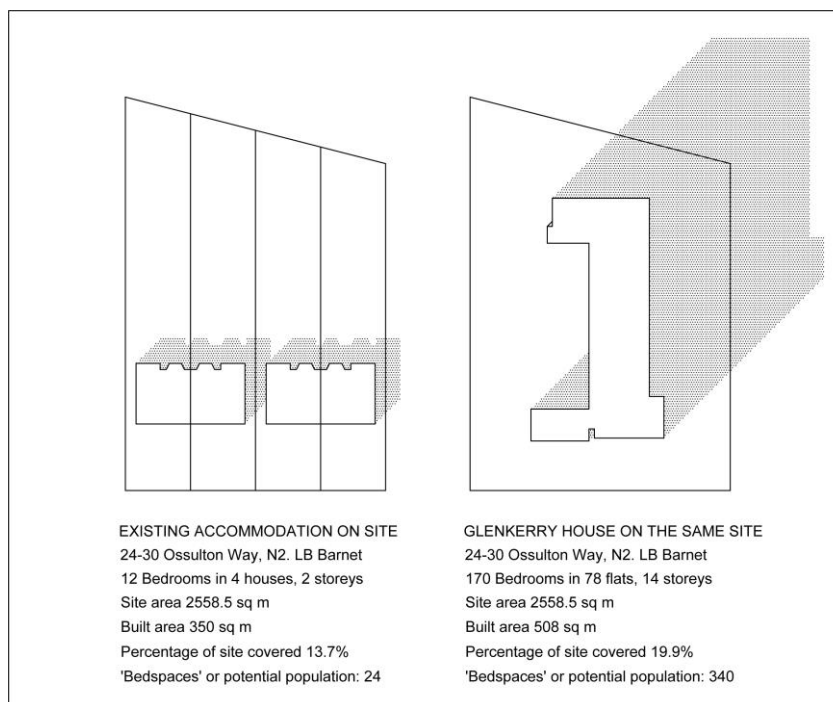 EXISTING ACCOMMODATION ON SITE
24-30 Ossulton Way, N2. LB Barnet
12 Bedrooms in 4 houses, 2 storeys
Site area 2558.5 sq m
Built area 350 sq m
Percentage of site covered 13.7%
'Bedspaces' or potential population: 24
GLENKERRY HOUSE ON THE SAME SITE
24-30 Ossulton Way, N2. LB Barnet
170 Bedrooms in 78 flats, 14 storeys
Site area 2558.5 sq m
Built area 508 sq m
Percentage of site covered 19.9%
'Bedspaces' or potential population: 340